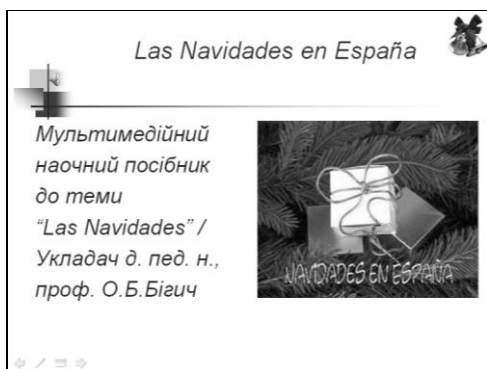 Las Navidades en España
Мультимедійний
наочний посібник
до теми
“Las Navidades” /
Укладач д. пед. н.,
проф. О.Б.Бігич
NAVIDADES EN ESPAÑA